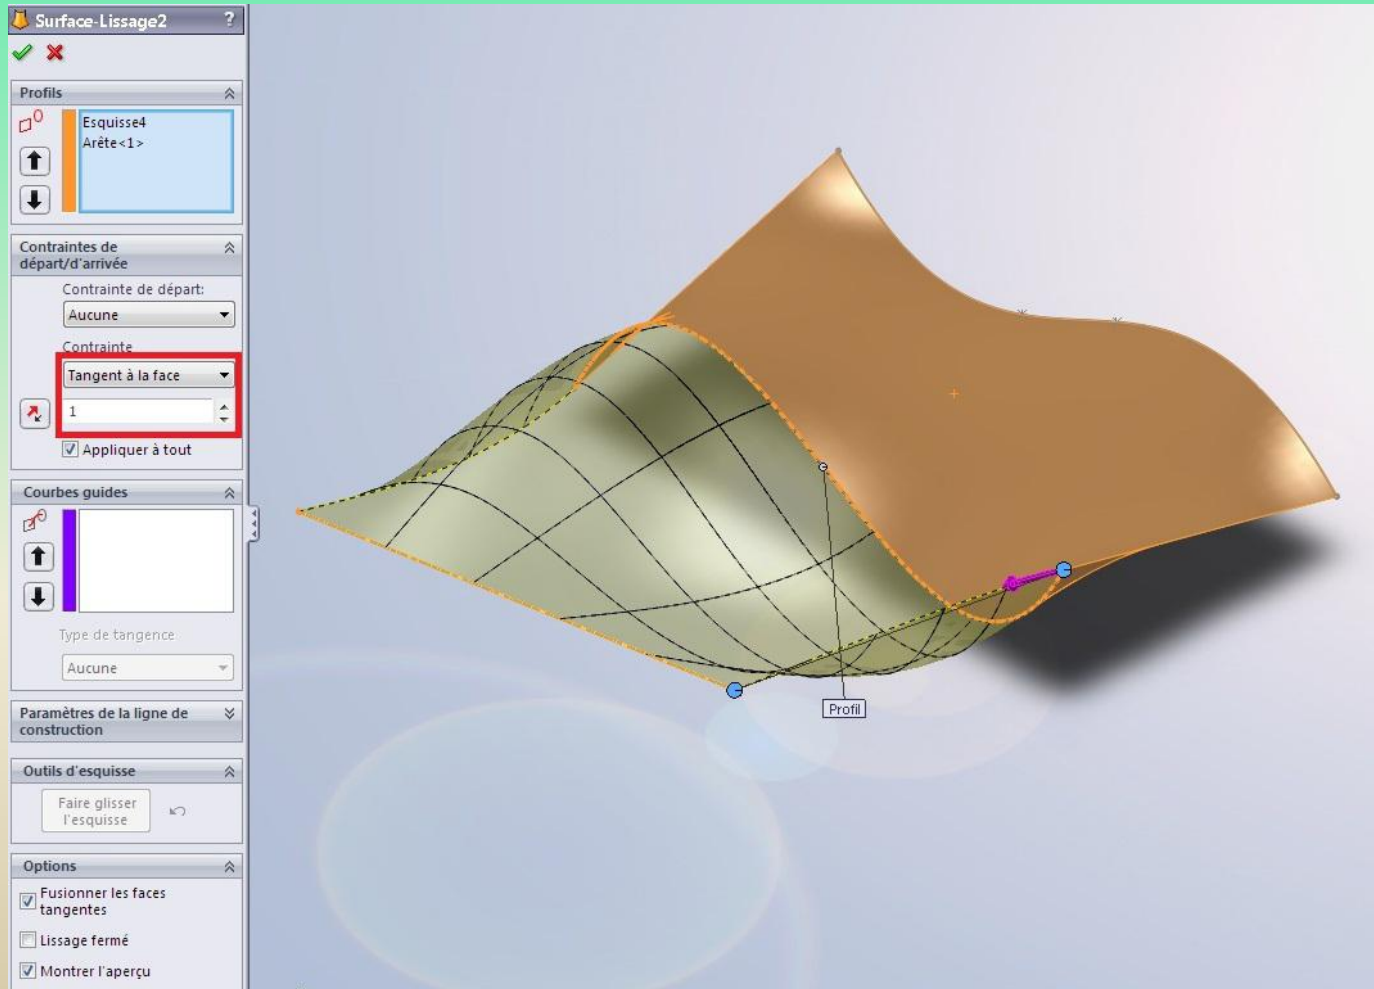 Surface-Lissage2 ?
Profils
Esquisse4
Arête<1>
Contraintes de
départ/d'arrivée
Contrainte de départ:
Aucune
Contrainte
Tangent à la face
1
Appliquer à tout
Courbes guides
Type de tangence
Aucune
Paramètres de la ligne de
construction
Outils d'esquisse
Faire glisser
l'esquisse
Options
Fusionner les faces
tangentes
Lissage fermé
Montrer l'aperçu
Profil